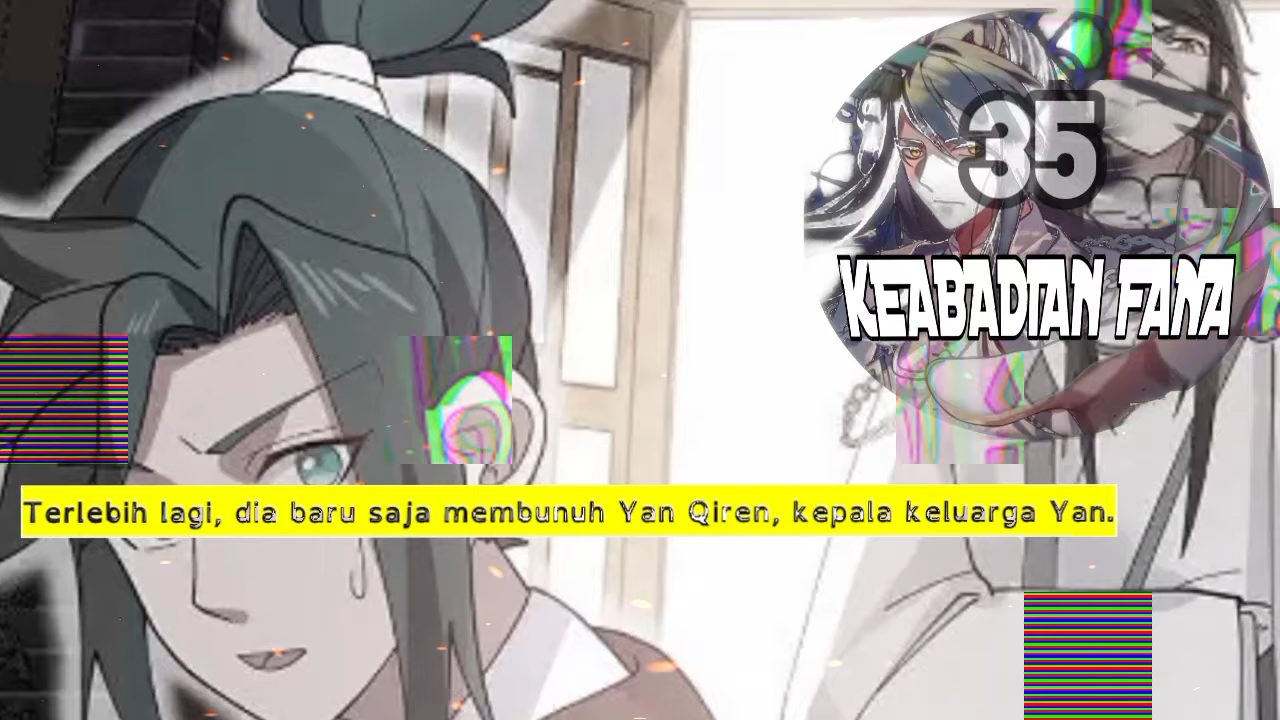 35
KEABADIAN FANA
Terlebih lagi, dia baru saja membunuh Yan Qiren, kepala keluarga Yan.